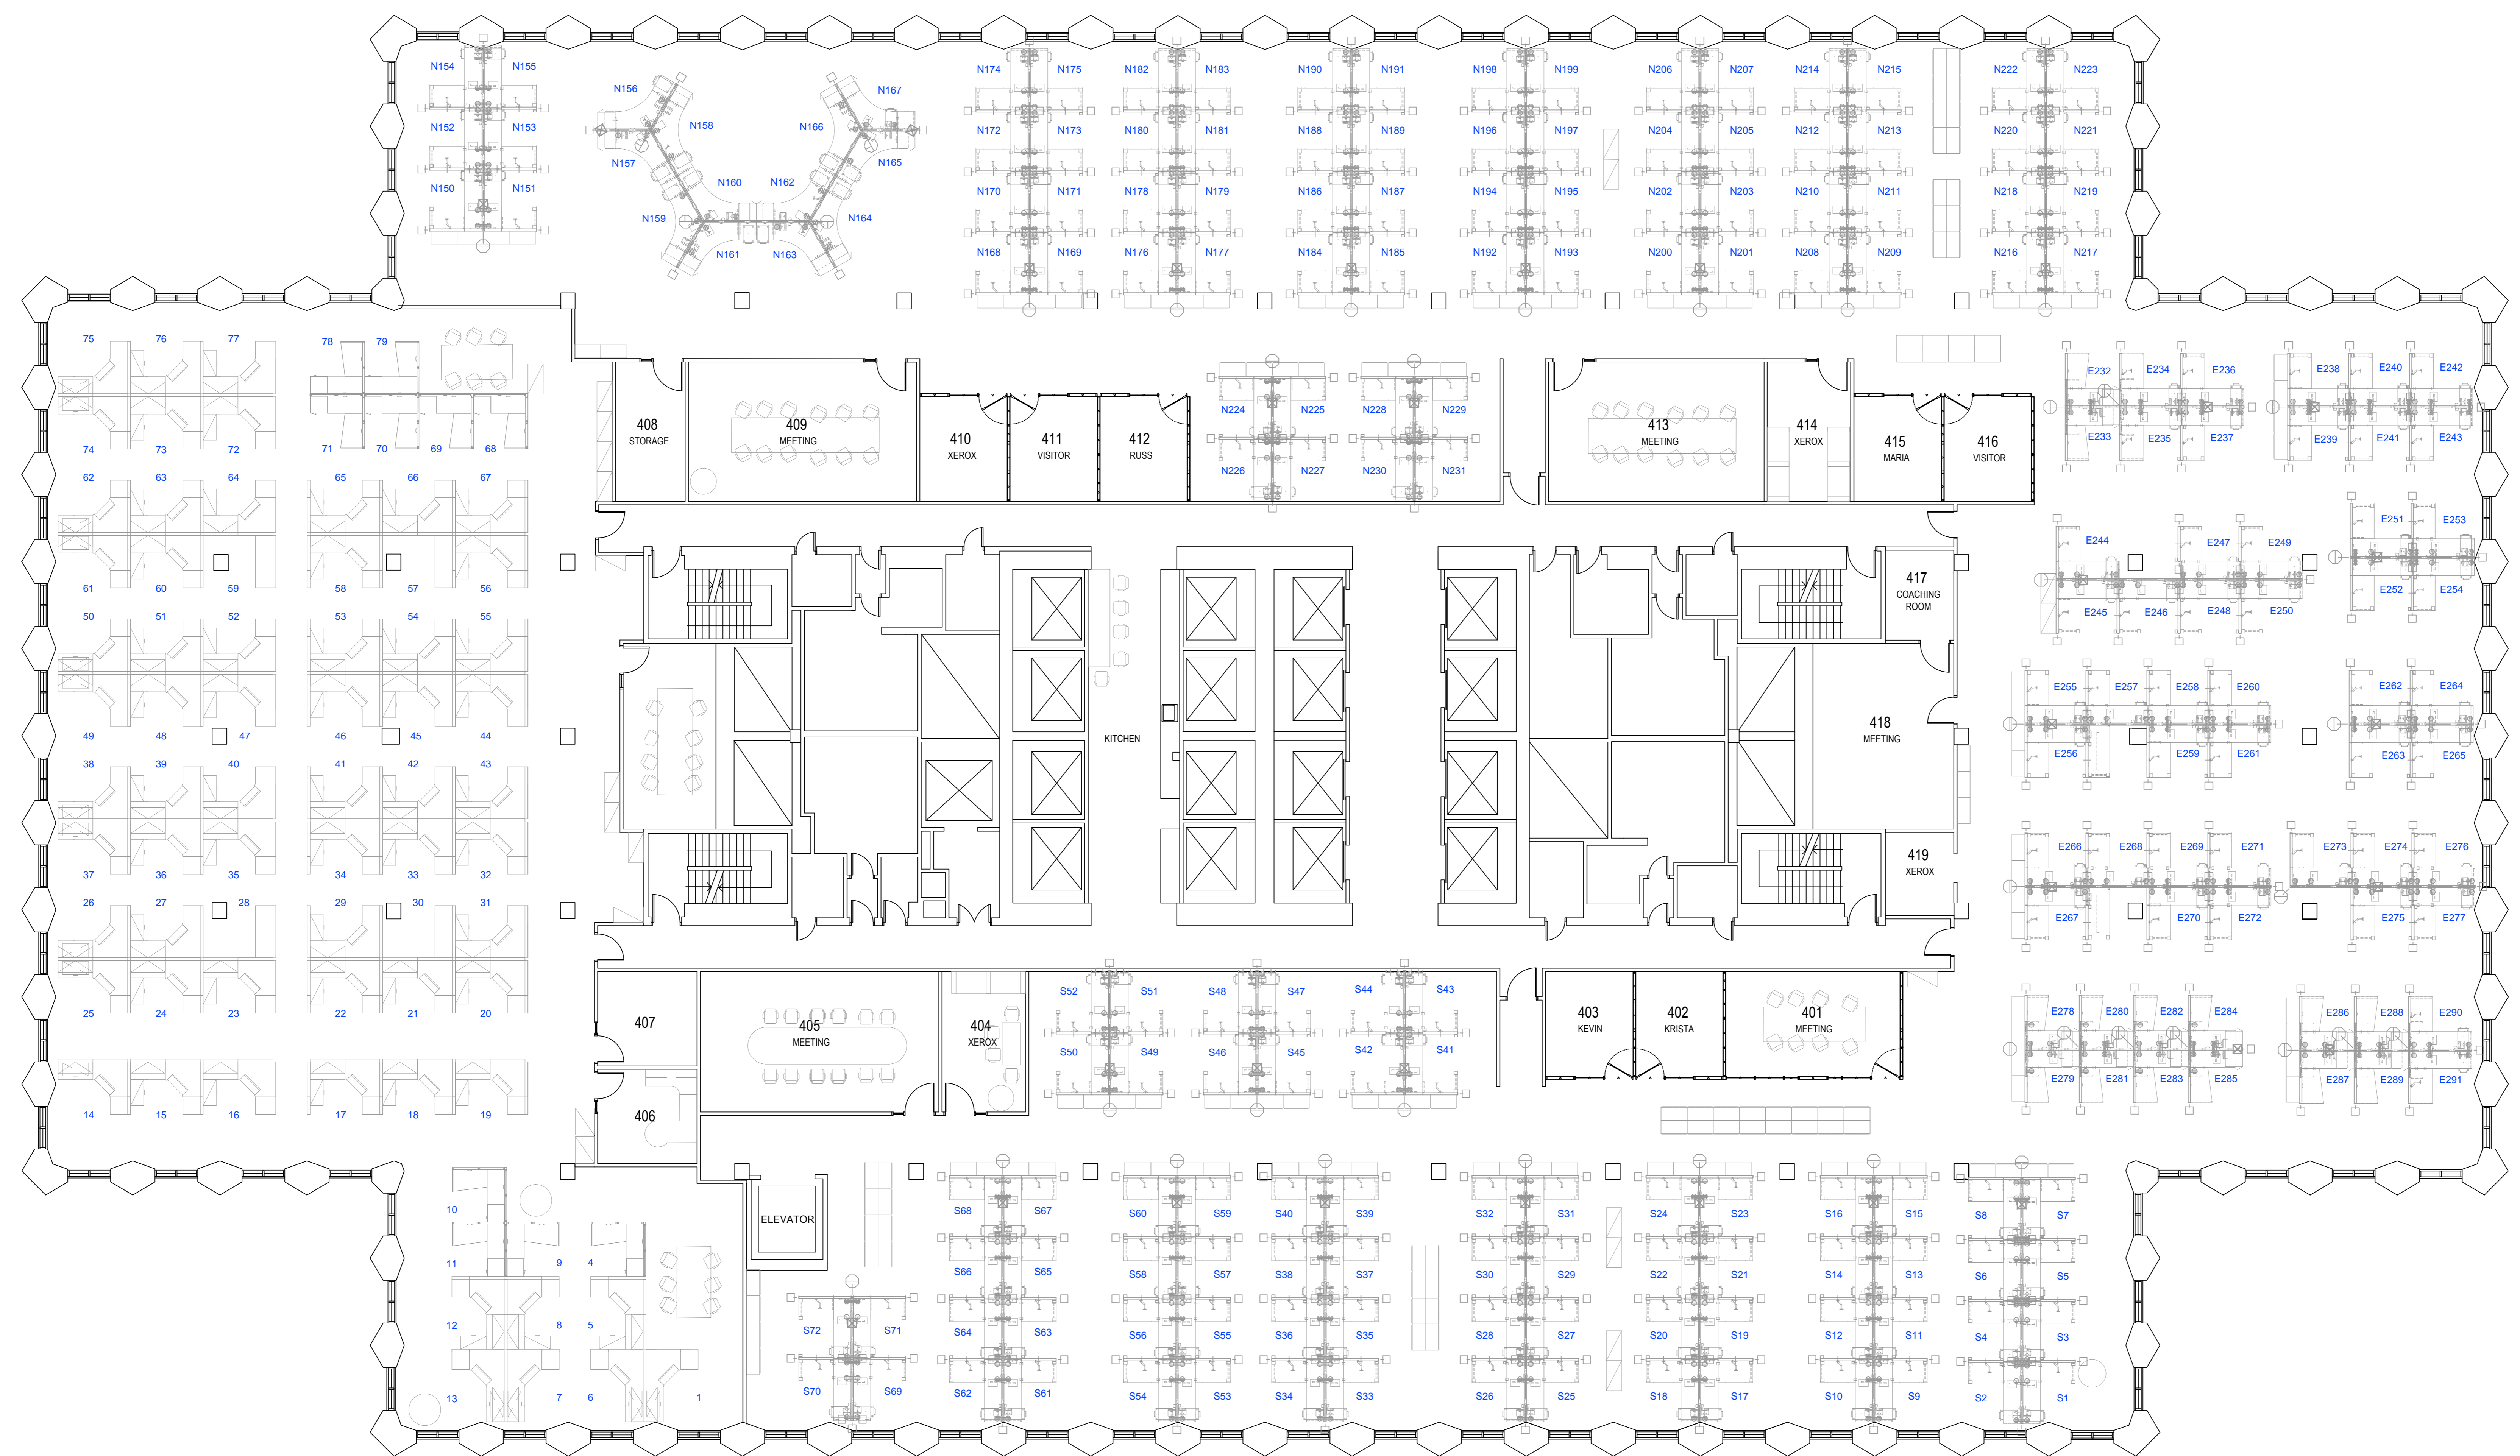 N154 N155
N152 N153
N150 N151
N156 N167
N158 N166
N157 N165
N160 N162
N159 N164
N161 N163
N174 N175 N182 N183 N190 N191 N198 N199 N206 N207 N214 N215 N222 N223
N172 N173 N180 N181 N188 N189 N196 N197 N204 N205 N212 N213 N220 N221
N170 N171 N178 N179 N186 N187 N194 N195 N202 N203 N210 N211 N218 N219
N168 N169 N176 N177 N184 N185 N192 N193 N200 N201 N208 N209 N216 N217
75 76 77 78 79
74 73 72 71 70 69 68
62 63 64 65 66 67
61 60 59 58 57 56
50 51 52 53 54 55
49 48 47 46 45 44
38 39 40 41 42 43
37 36 35 34 33 32
26 27 28 29 30 31
25 24 23 22 21 20
14 15 16 17 18 19
408
STORAGE
409
MEETING
410
XEROX
411
VISITOR
412
RUSS
N224 N225 N228 N229
N226 N227 N230 N231
413
MEETING
414
XEROX
415
MARIA
416
VISITOR
417
COACHING
ROOM
418
MEETING
419
XEROX
KITCHEN
E232 E234 E236 E238 E240 E242
E233 E235 E237 E239 E241 E243
E244 E247 E249 E251 E253
E245 E246 E248 E250 E252 E254
E255 E257 E258 E260 E262 E264
E256 E259 E261 E263 E265
E266 E268 E269 E271 E273 E274 E276
E267 E270 E272 E275 E277
E278 E280 E282 E284 E286 E288 E290
E279 E281 E283 E285 E287 E289 E291
407
406
405
MEETING
404
XEROX
S52 S51 S48 S47 S44 S43
S50 S49 S46 S45 S42 S41
403
KEVIN
402
KRISTA
401
MEETING
ELEVATOR
10
11 9 4
12 8 5
13 7 6 1
S72 S71
S70 S69
S68 S67 S60 S59 S40 S39 S32 S31 S24 S23 S16 S15 S8 S7
S66 S65 S58 S57 S38 S37 S30 S29 S22 S21 S14 S13 S6 S5
S64 S63 S56 S55 S36 S35 S28 S27 S20 S19 S12 S11 S4 S3
S62 S61 S54 S53 S34 S33 S26 S25 S18 S17 S10 S9 S2 S1